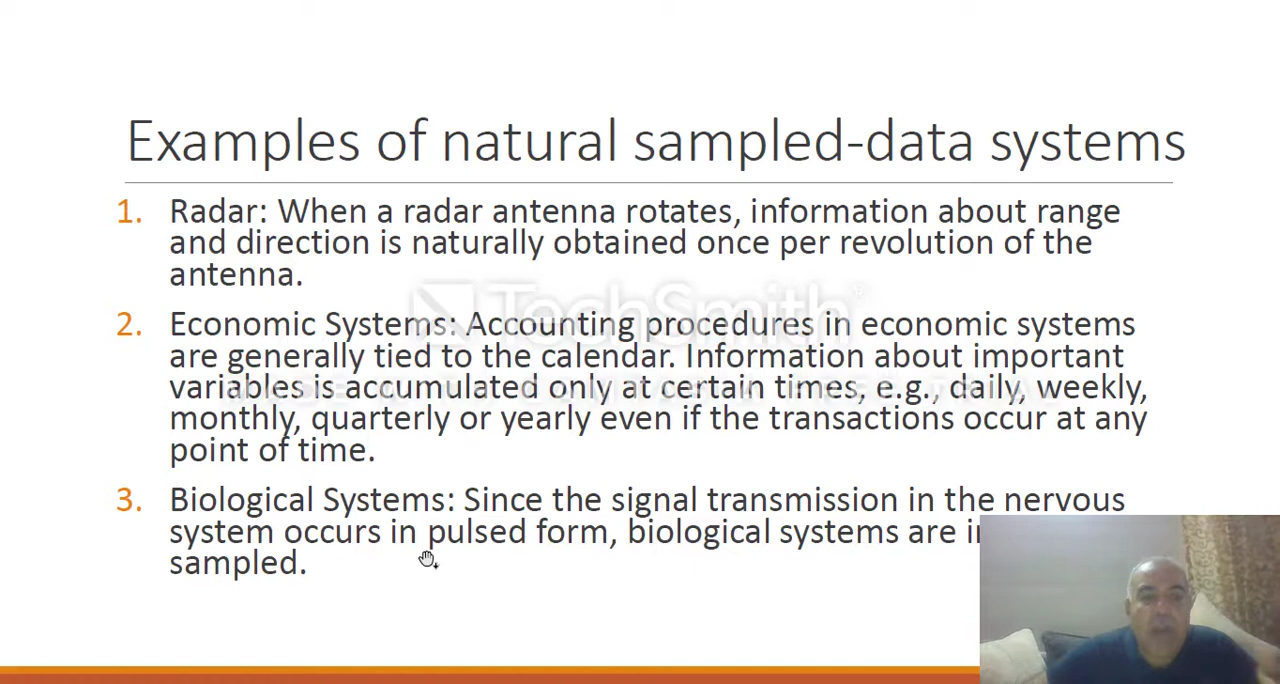 Examples of natural sampled-data systems
1. Radar: When a radar antenna rotates, information about range
and direction is naturally obtained once per revolution of the
antenna.
TechSmith
2. Economic Systems: Accounting procedures in economic systems
are generally tied to the calendar. Information about important
variables is accumulated only at certain times, e.g., daily, weekly,
monthly, quarterly or yearly even if the transactions occur at any
point of time.
3. Biological Systems: Since the signal transmission in the nervous
system occurs in pulsed form, biological systems are
sampled.